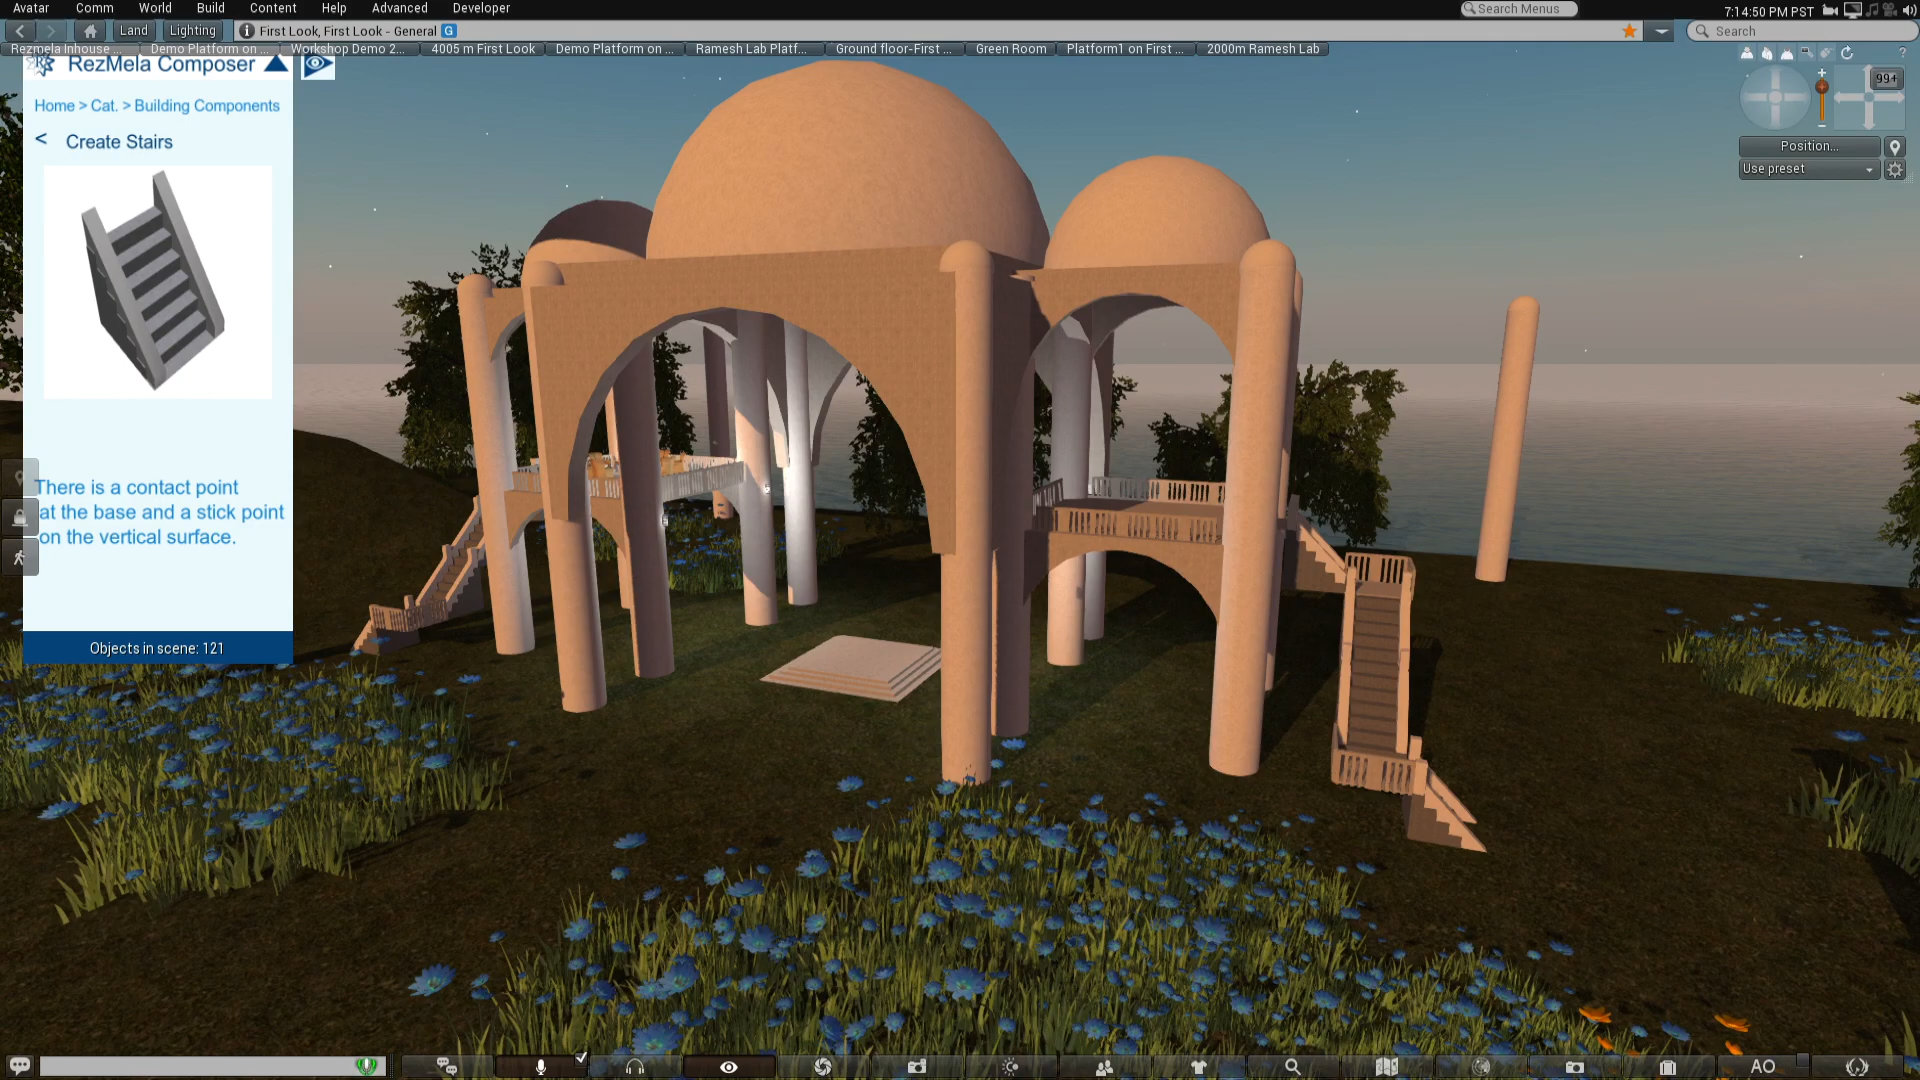 Avatar Comm World Build Content Help Advanced Developer
Search Menus
7:14:50 PM PST
Land Lighting First Look, First Look - General G
Search
Rezmela Inhouse ... Demo Platform on ... Workshop Demo 2... 4005 m First Look Demo Platform on ... Ramesh Lab Platf... Ground floor-First ... Green Room Platform1 on First ... 2000m Ramesh Lab
RezMela Composer
?
99+
Home > Cat. > Building Components
< Create Stairs
Position...
Use preset
There is a contact point
at the base and a stick point
on the vertical surface.
Objects in scene: 121
AO